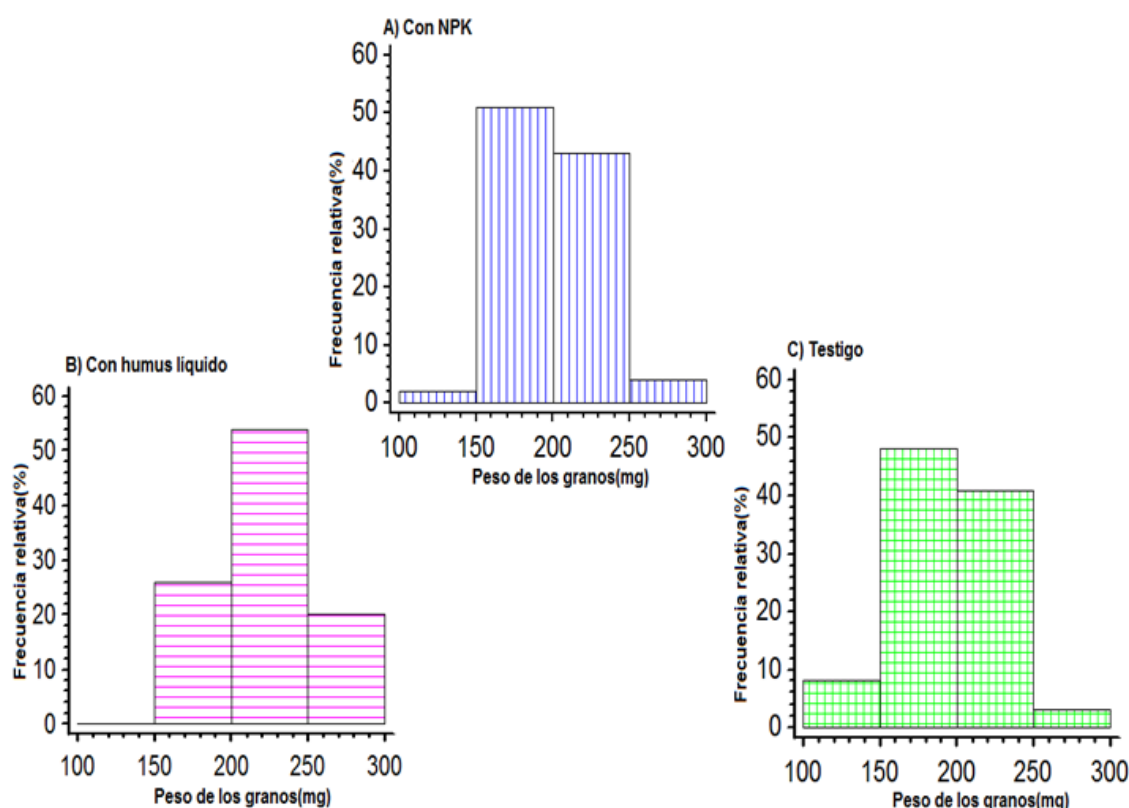 A) Con NPK
Frecuencia relativa(%)
60
50
40
30
20
10
0
100 150 200 250 300
Peso de los granos(mg)
B) Con humus líquido
Frecuencia relativa(%)
60
50
40
30
20
10
0
100 150 200 250 300
Peso de los granos(mg)
C) Testigo
Frecuencia relativa(%)
60
50
40
30
20
10
0
100 150 200 250 300
Peso de los granos(mg)